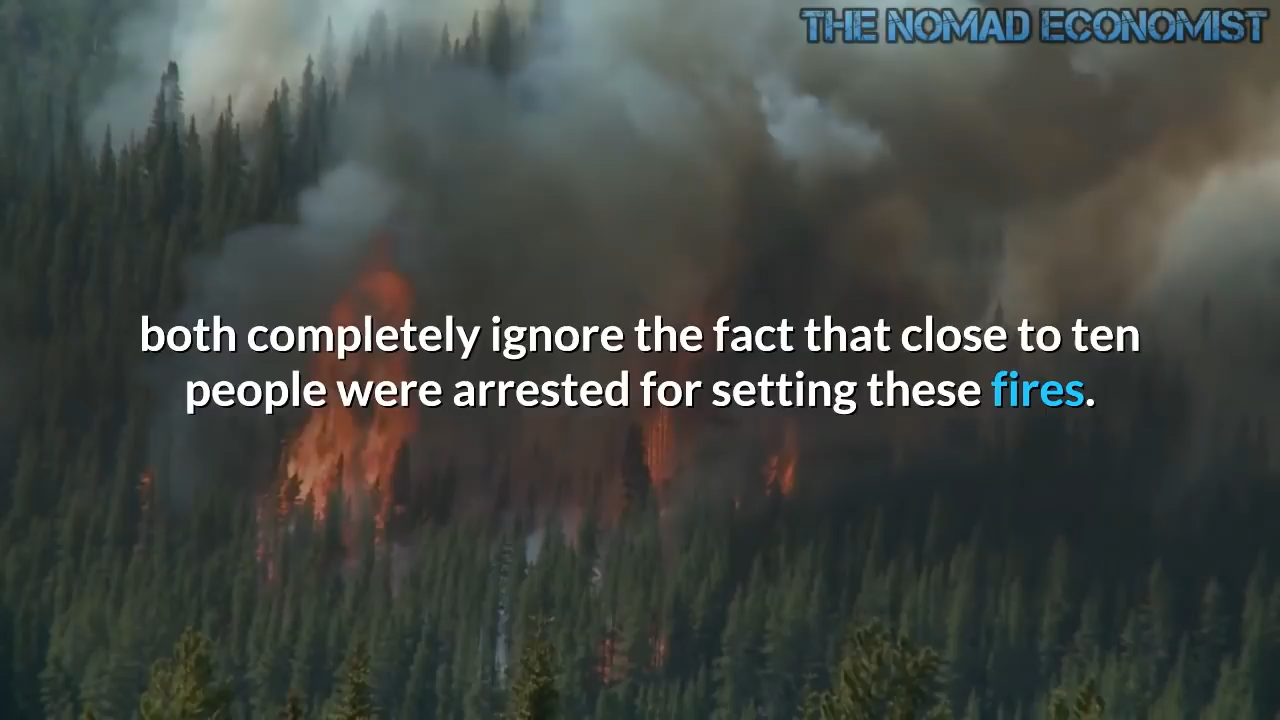 THE NOMAD ECONOMIST
both completely ignore the fact that close to ten
people were arrested for setting these fires.